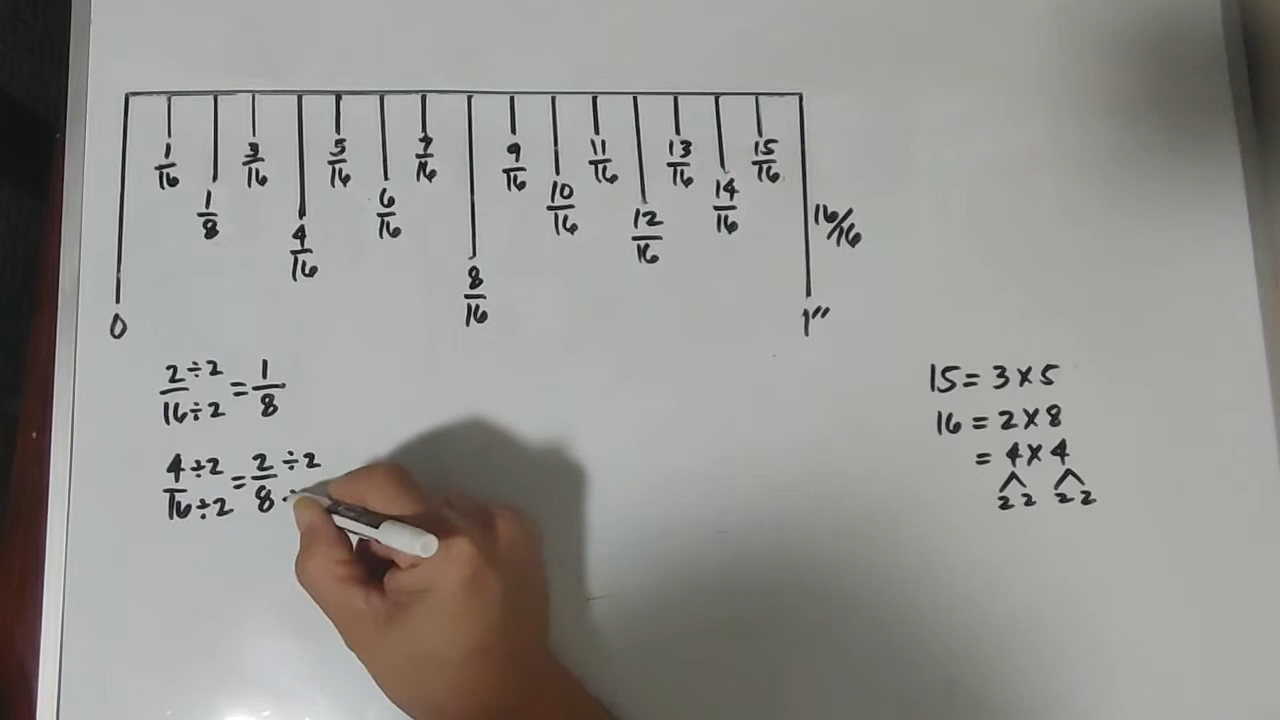 1/16 1/8 3/16 4/16 5/16 6/16 7/16 8/16 9/16 10/16 11/16 12/16 13/16 14/16 15/16 16/16
0 1"
2÷2/16÷2 = 1/8
4÷2/16÷2 = 2÷2/8÷
15 = 3 × 5
16 = 2 × 8
= 4 × 4
2 2 2 2